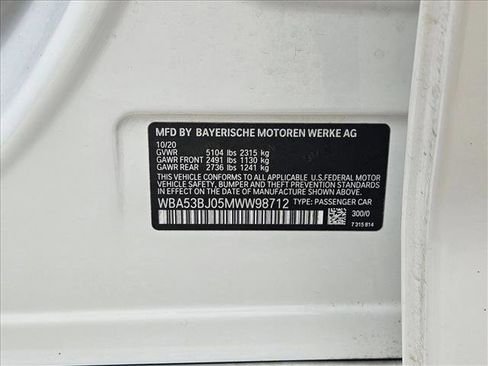 MFD BY BAYERISCHE MOTOREN WERKE AG
10/20
GVWR 5104 lbs 2315 kg
GAWR FRONT 2491 lbs 1130 kg
GAWR REAR 2736 lbs 1241 kg
THIS VEHICLE CONFORMS TO ALL APPLICABLE U.S.FEDERAL MOTOR
VEHICLE SAFETY, BUMPER AND THEFT PREVENTION STANDARDS
IN EFFECT ON THE DATE OF MANUFACTURE SHOWN ABOVE.
WBA53BJ05MWW98712 TYPE: PASSENGER CAR
300/0
7 315 814